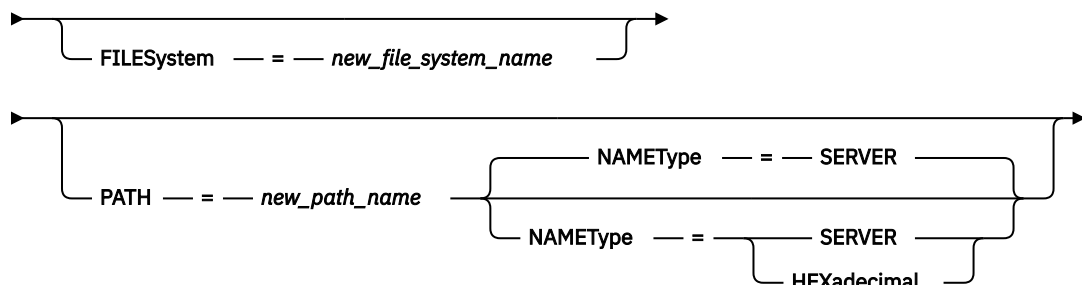 FILESystem = new_file_system_name
NAMEType = SERVER
PATH = new_path_name
NAMEType = SERVER
HEXadecimal